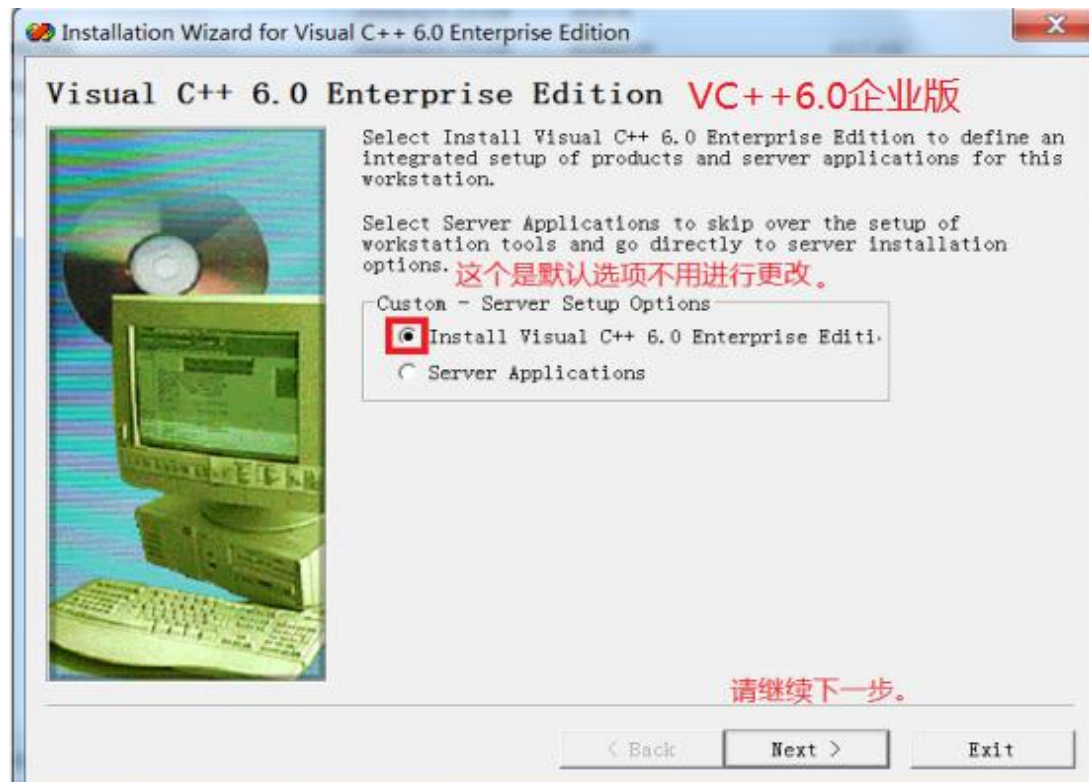 Installation Wizard for Visual C++ 6.0 Enterprise Edition
Visual C++ 6.0 Enterprise Edition VC++6.0企业版
Select Install Visual C++ 6.0 Enterprise Edition to define an
integrated setup of products and server applications for this
workstation.
Select Server Applications to skip over the setup of
workstation tools and go directly to server installation
options. 这个是默认选项不用进行更改。
Custom - Server Setup Options
Install Visual C++ 6.0 Enterprise Editi
Server Applications
请继续下一步。
< Back Next > Exit